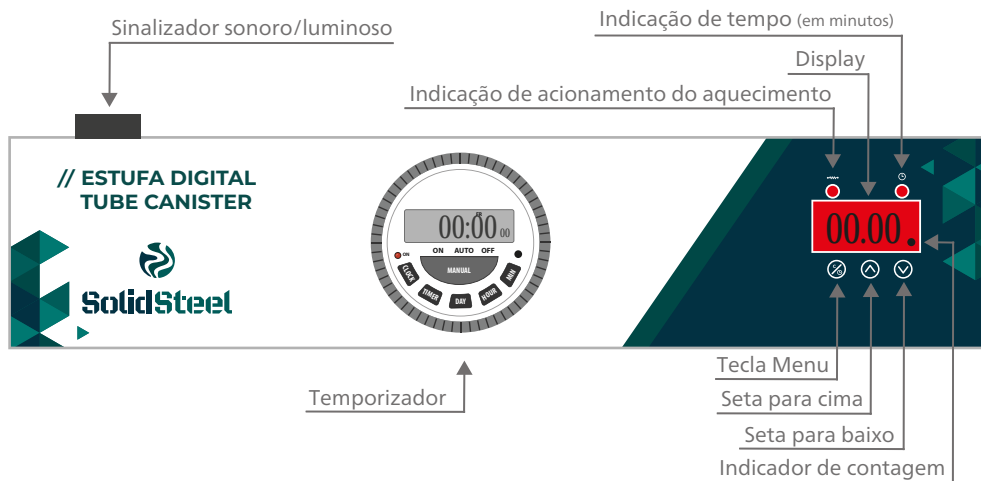 Indicação de tempo (em minutos)
Sinalizador sonoro/luminoso
Display
Indicação de acionamento do aquecimento
// ESTUFA DIGITAL
TUBE CANISTER
SolidSteel
00:00 00
ON AUTO OFF
ON
MANUAL
CLOCK
TIMER
DAY
HOUR
MIN
00.00.
Tecla Menu
Temporizador
Seta para cima
Seta para baixo
Indicador de contagem